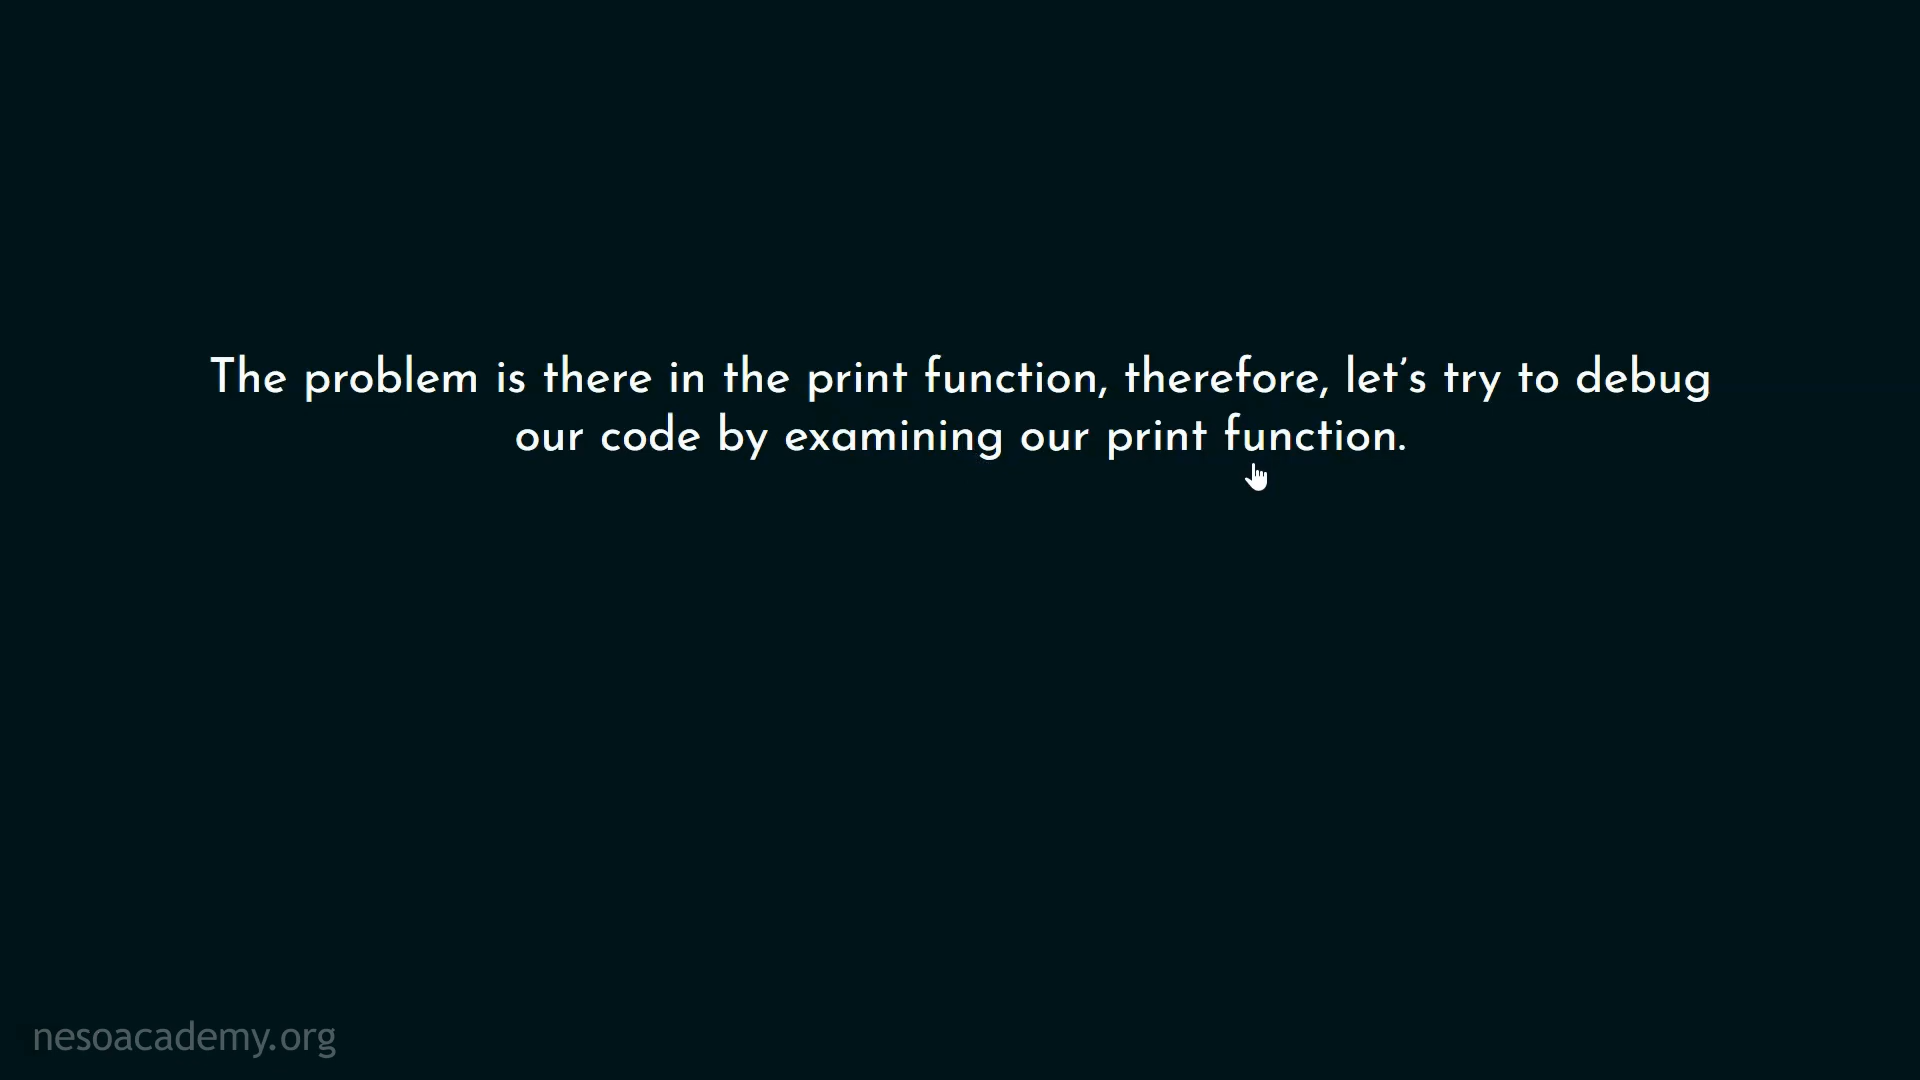 The problem is there in the print function, therefore, let’s try to debug
our code by examining our print function.
nesoacademy.org